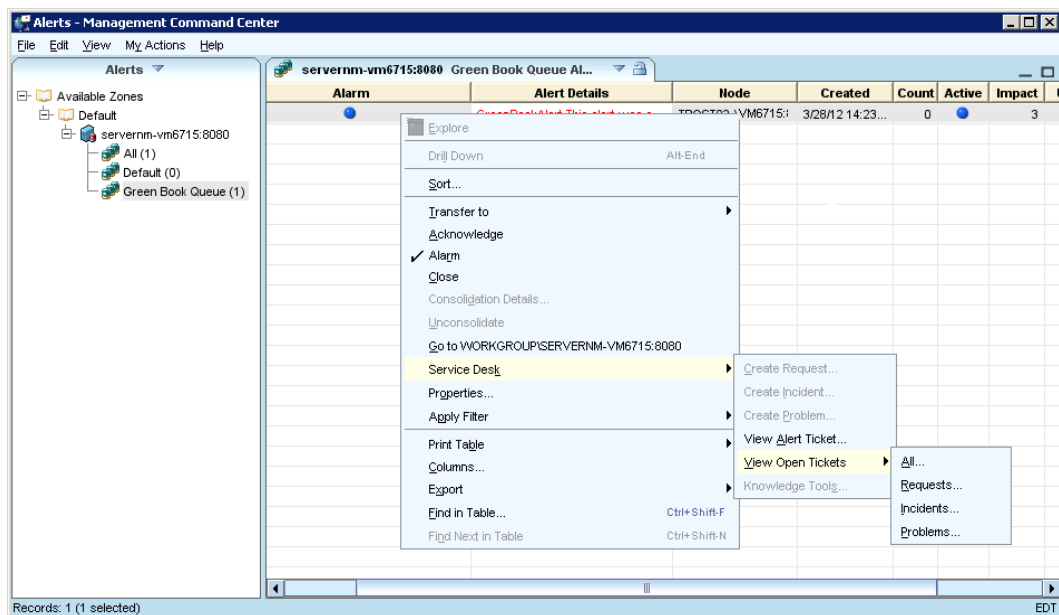 Alerts - Management Command Center
File Edit View My Actions Help
Alerts
Available Zones
Default
servernm-vm6715:8080
All (1)
Default (0)
Green Book Queue (1)
servernm-vm6715:8080 Green Book Queue Al...
Alarm Alert Details Node Created Count Active Impact
3/28/12 14:23... 0 3
Explore
Drill Down Alt-End
Sort...
Transfer to
Acknowledge
Alarm
Close
Consolidation Details...
Unconsolidate
Go to WORKGROUP\SERVERNM-VM6715:8080
Service Desk
Properties...
Apply Filter
Print Table
Columns...
Export
Find in Table... Ctrl+Shift-F
Find Next in Table Ctrl+Shift-N
Create Request...
Create Incident...
Create Problem...
View Alert Ticket...
View Open Tickets
Knowledge Tools...
All...
Requests...
Incidents...
Problems...
Records: 1 (1 selected) EDT